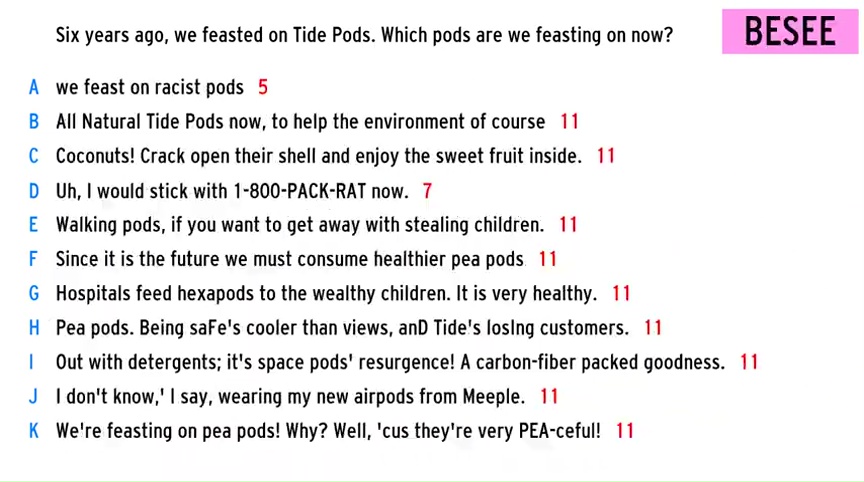 Six years ago, we feasted on Tide Pods. Which pods are we feasting on now?
BESEE
A we feast on racist pods 5
B All Natural Tide Pods now, to help the environment of course 11
C Coconuts! Crack open their shell and enjoy the sweet fruit inside. 11
D Uh, I would stick with 1-800-PACK-RAT now. 7
E Walking pods, if you want to get away with stealing children. 11
F Since it is the future we must consume healthier pea pods 11
G Hospitals feed hexapods to the wealthy children. It is very healthy. 11
H Pea pods. Being saFe's cooler than views, anD Tide's losIng customers. 11
I Out with detergents; it's space pods' resurgence! A carbon-fiber packed goodness. 11
J I don't know,' I say, wearing my new airpods from Meeple. 11
K We're feasting on pea pods! Why? Well, 'cus they're very PEA-ceful! 11